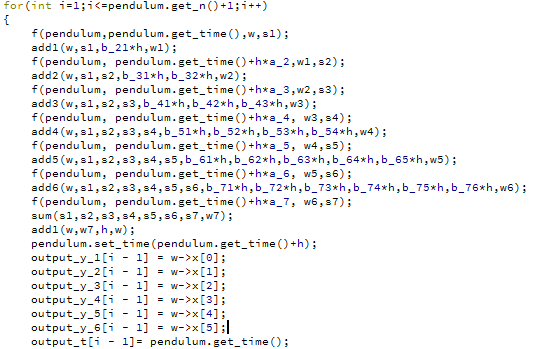 for(int i=1;i<=pendulum.get_n()+1;i++)
{
f(pendulum,pendulum.get_time(),w,s1);
add1(w,s1,b_21*h,w1);
f(pendulum, pendulum.get_time()+h*a_2,w1,s2);
add2(w,s1,s2,b_31*h,b_32*h,w2);
f(pendulum, pendulum.get_time()+h*a_3,w2,s3);
add3(w,s1,s2,s3,b_41*h,b_42*h,b_43*h,w3);
f(pendulum, pendulum.get_time()+h*a_4, w3,s4);
add4(w,s1,s2,s3,s4,b_51*h,b_52*h,b_53*h,b_54*h,w4);
f(pendulum, pendulum.get_time()+h*a_5, w4,s5);
add5(w,s1,s2,s3,s4,s5,b_61*h,b_62*h,b_63*h,b_64*h,b_65*h,w5);
f(pendulum, pendulum.get_time()+h*a_6, w5,s6);
add6(w,s1,s2,s3,s4,s5,s6,b_71*h,b_72*h,b_73*h,b_74*h,b_75*h,b_76*h,w6);
f(pendulum, pendulum.get_time()+h*a_7, w6,s7);
sum(s1,s2,s3,s4,s5,s6,s7,w7);
add1(w,w7,h,w);
pendulum.set_time(pendulum.get_time()+h);
output_y_1[i - 1] = w->x[0];
output_y_2[i - 1] = w->x[1];
output_y_3[i - 1] = w->x[2];
output_y_4[i - 1] = w->x[3];
output_y_5[i - 1] = w->x[4];
output_y_6[i - 1] = w->x[5];
output_t[i - 1]= pendulum.get_time();